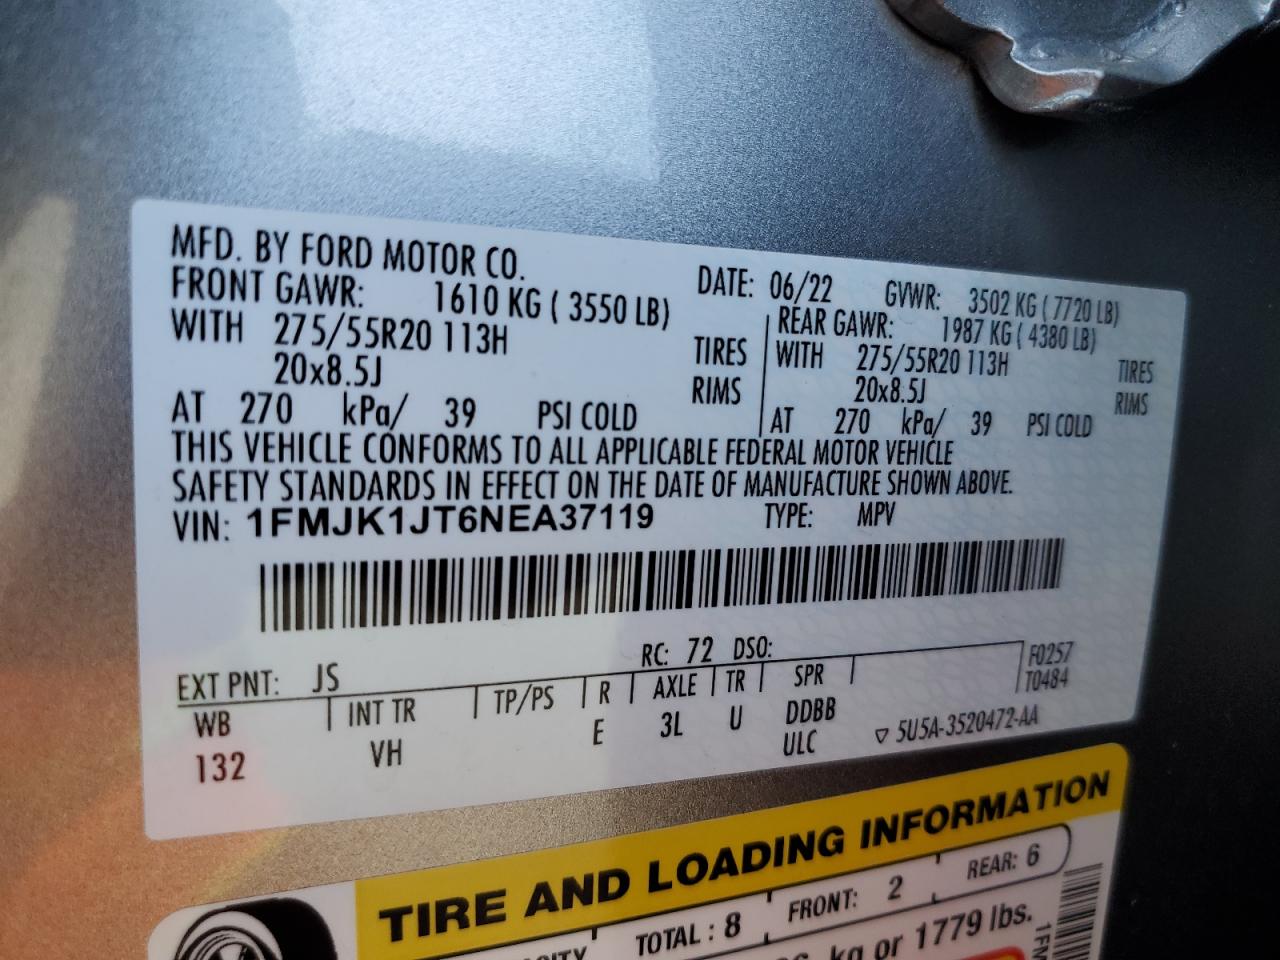 MFD. BY FORD MOTOR CO.
DATE: 06/22 GVWR: 3502 KG ( 7720 LB)
FRONT GAWR: 1610 KG ( 3550 LB)
WITH 275/55R20 113H TIRES
20x8.5J RIMS
AT 270 kPa/ 39 PSI COLD
REAR GAWR: 1987 KG ( 4380 LB)
WITH 275/55R20 113H TIRES
20x8.5J RIMS
AT 270 kPa/ 39 PSI COLD
THIS VEHICLE CONFORMS TO ALL APPLICABLE FEDERAL MOTOR VEHICLE
SAFETY STANDARDS IN EFFECT ON THE DATE OF MANUFACTURE SHOWN ABOVE.
VIN: 1FMJK1JT6NEA37119 TYPE: MPV
EXT PNT: JS RC: 72 DSO:
WB INT TR TP/PS R AXLE TR SPR F0257
T0484
132 VH E 3L U DDBB
ULC ▽ 5U5A-3520472-AA
TIRE AND LOADING INFORMATION
TOTAL : 8 FRONT: 2 REAR: 6
kg or 1779 lbs.